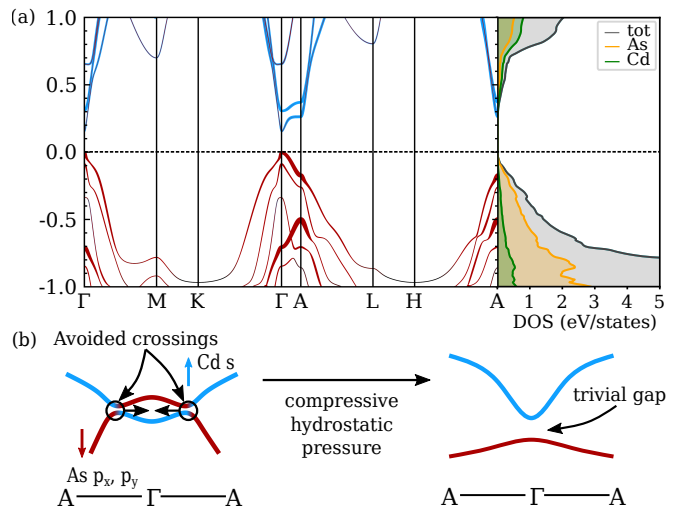 (a)
1.0
0.5
0.0
-0.5
-1.0
Γ M K Γ A L H A
tot
As
Cd
0 1 2 3 4 5
DOS (eV/states)
(b)
Avoided crossings
Cd s
As px, py
A Γ A
compressive
hydrostatic
pressure
trivial gap
A Γ A